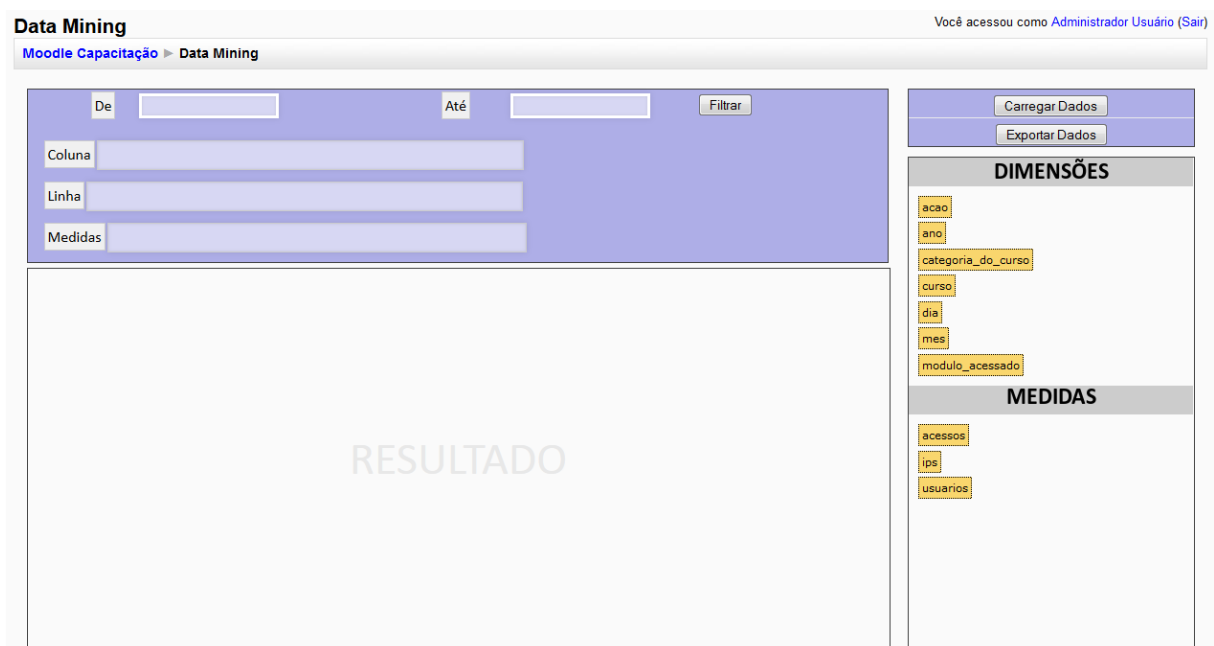 Data Mining
Você acessou como Administrador Usuário (Sair)
Moodle Capacitação ► Data Mining
De
Até
Filtrar
Coluna
Linha
Medidas
RESULTADO
Carregar Dados
Exportar Dados
DIMENSÕES
acao
ano
categoria_do_curso
curso
dia
mes
modulo_acessado
MEDIDAS
acessos
ips
usuarios